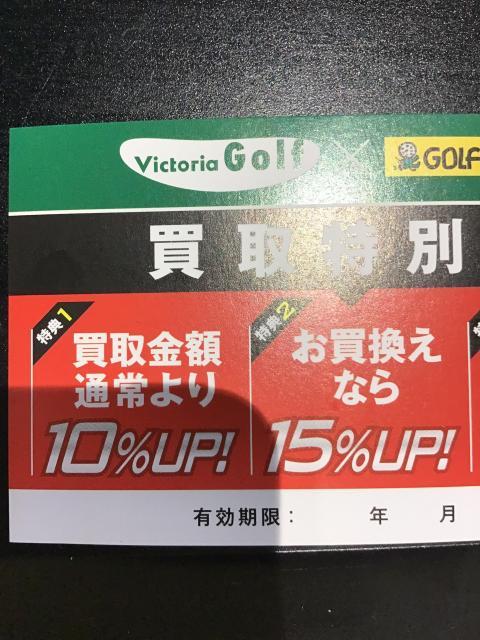 Victoria Golf × GOLF
買取特別
特典1
買取金額
通常より
10%UP!
特典2
お買換え
なら
15%UP!
有効期限： 年 月